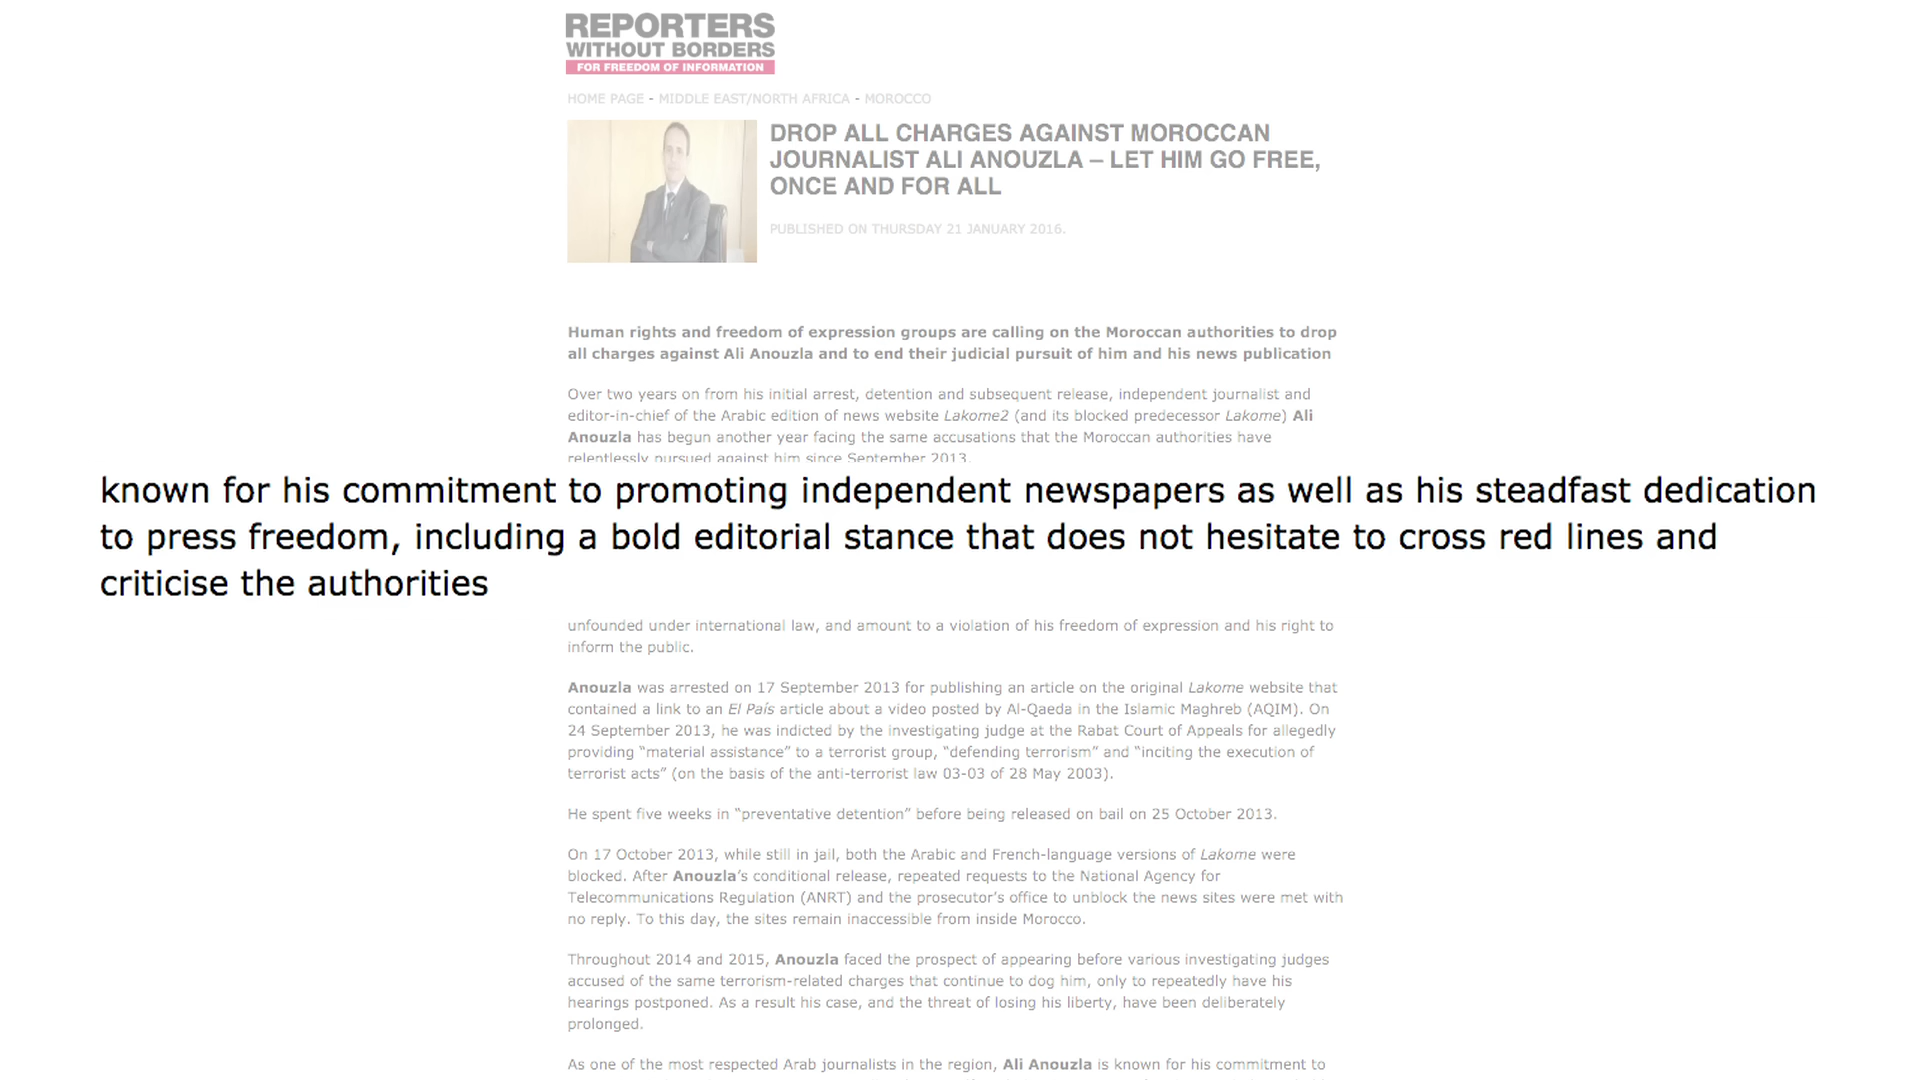 REPORTERS
WITHOUT BORDERS
FOR FREEDOM OF INFORMATION
HOME PAGE - MIDDLE EAST/NORTH AFRICA - MOROCCO
DROP ALL CHARGES AGAINST MOROCCAN
JOURNALIST ALI ANOUZLA – LET HIM GO FREE,
ONCE AND FOR ALL
PUBLISHED ON THURSDAY 21 JANUARY 2016.
Human rights and freedom of expression groups are calling on the Moroccan authorities to drop
all charges against Ali Anouzla and to end their judicial pursuit of him and his news publication
Over two years on from his initial arrest, detention and subsequent release, independent journalist and
editor-in-chief of the Arabic edition of news website Lakome2 (and its blocked predecessor Lakome) Ali
Anouzla has begun another year facing the same accusations that the Moroccan authorities have
relentlessly pursued against him since September 2013.
known for his commitment to promoting independent newspapers as well as his steadfast dedication
to press freedom, including a bold editorial stance that does not hesitate to cross red lines and
criticise the authorities
unfounded under international law, and amount to a violation of his freedom of expression and his right to
inform the public.
Anouzla was arrested on 17 September 2013 for publishing an article on the original Lakome website that
contained a link to an El País article about a video posted by Al-Qaeda in the Islamic Maghreb (AQIM). On
24 September 2013, he was indicted by the investigating judge at the Rabat Court of Appeals for allegedly
providing “material assistance” to a terrorist group, “defending terrorism” and “inciting the execution of
terrorist acts” (on the basis of the anti-terrorist law 03-03 of 28 May 2003).
He spent five weeks in “preventative detention” before being released on bail on 25 October 2013.
On 17 October 2013, while still in jail, both the Arabic and French-language versions of Lakome were
blocked. After Anouzla’s conditional release, repeated requests to the National Agency for
Telecommunications Regulation (ANRT) and the prosecutor’s office to unblock the news sites were met with
no reply. To this day, the sites remain inaccessible from inside Morocco.
Throughout 2014 and 2015, Anouzla faced the prospect of appearing before various investigating judges
accused of the same terrorism-related charges that continue to dog him, only to repeatedly have his
hearings postponed. As a result his case, and the threat of losing his liberty, have been deliberately
prolonged.
As one of the most respected Arab journalists in the region, Ali Anouzla is known for his commitment to